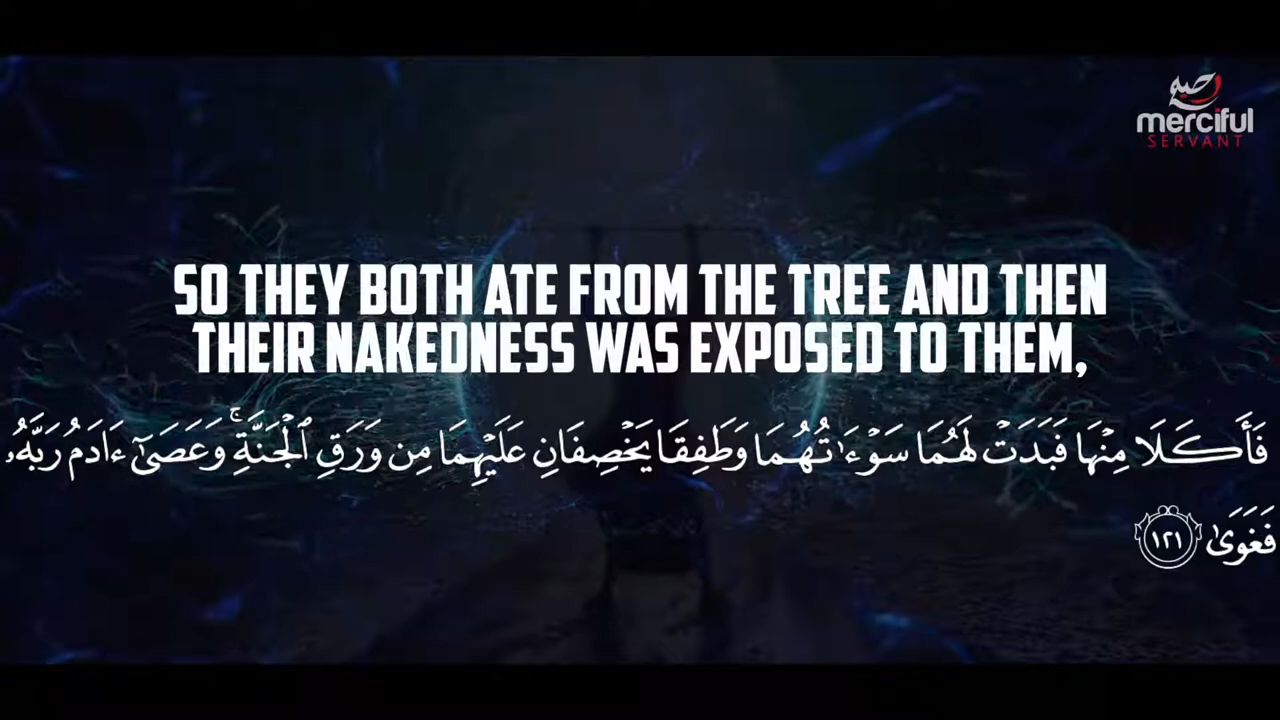 رحيم
merciful
SERVANT
SO THEY BOTH ATE FROM THE TREE AND THEN
THEIR NAKEDNESS WAS EXPOSED TO THEM,
فَأَكَلَا مِنْهَا فَبَدَتْ لَهُمَا سَوْءَٰتُهُمَا وَطَفِقَا يَخْصِفَانِ عَلَيْهِمَا مِن وَرَقِ ٱلْجَنَّةِ ۚ وَعَصَىٰٓ ءَادَمُ رَبَّهُۥ
فَغَوَىٰ ١٢١